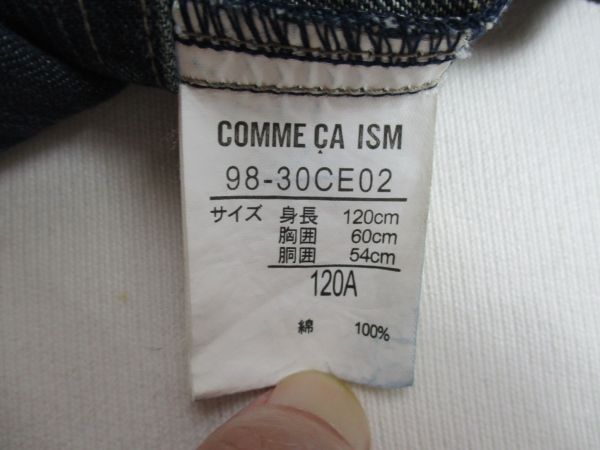 COMME ÇA ISM
98-30CE02
サイズ 身長 120cm
胸囲 60cm
胴囲 54cm
120A
綿 100%